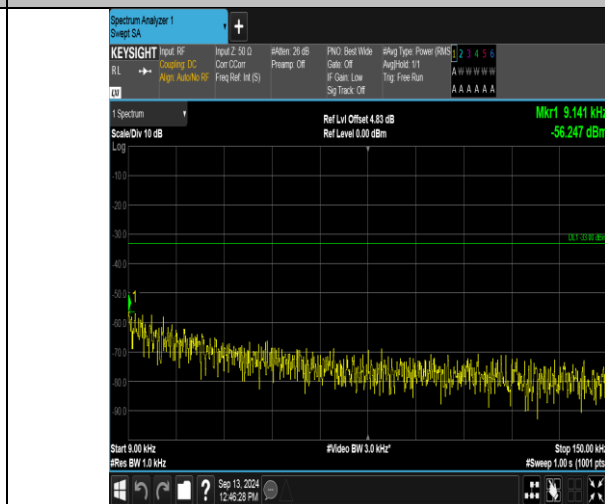 Spectrum Analyzer 1
Swept SA
+
KEYSIGHT Input: RF Input Z: 50 Ω #Atten: 26 dB PNO: Best Wide #Avg Type: Power (RMS 1 2 3 4 5 6
RL Coupling: DC Corr CCorr Preamp: Off Gate: Off Avg|Hold: 1/1 A W W W W W
Align: Auto/No RF Freq Ref: Int (S) IF Gain: Low Trig: Free Run
Sig Track: Off A A A A A A
1 Spectrum Ref Lvl Offset 4.83 dB Mkr1 9.141 kHz
Scale/Div 10 dB Ref Level 0.00 dBm -56.247 dBm
Log
-10.0
-20.0
-30.0 DL1 -33.00 dBm
-40.0
-50.0 1
-60.0
-70.0
-80.0
-90.0
Start 9.00 kHz #Video BW 3.0 kHz* Stop 150.00 kHz
#Res BW 1.0 kHz #Sweep 1.00 s (1001 pts
? Sep 13, 2024
12:46:28 PM